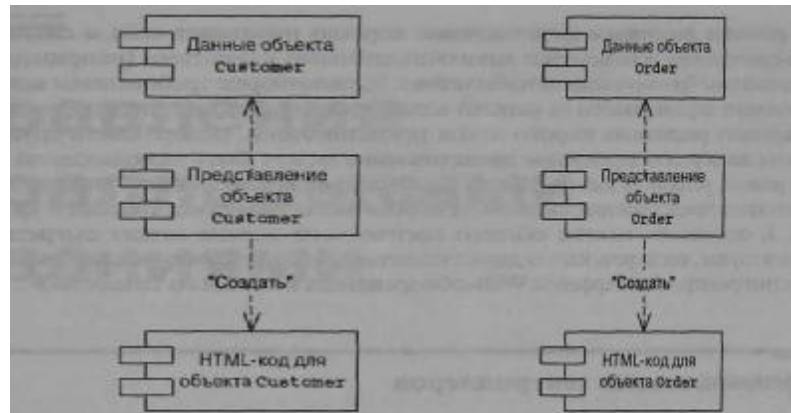 Данные объекта
Customer
Данные объекта
Order
Представление
объекта
Customer
Представление
объекта
Order
"Создать"
"Создать"
HTML-код для
объекта Customer
HTML-код для
объекта Order